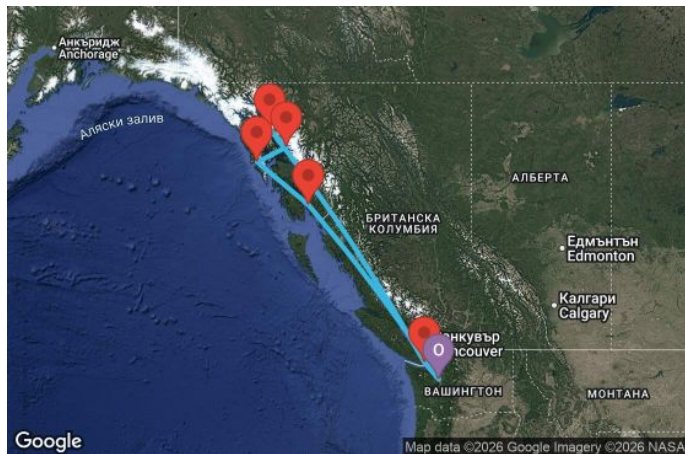 Анкъридж
Anchorage
Аляски залив
АЛБЕРТА
БРИТАНСКА
КОЛУМБИЯ
Едмънтън
Edmonton
Калгари
Calgary
нкувър
ncouver
O
ВАШИНГТОН
МОНТАНА
Google
Map data ©2026 Google Imagery ©2026 NASA